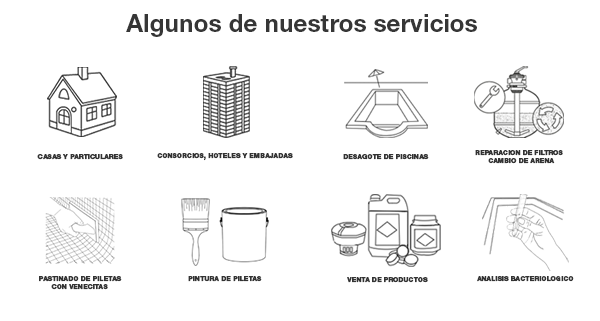 Algunos de nuestros servicios
CASAS Y PARTICULARES
CONSORCIOS, HOTELES Y EMBAJADAS
DESAGOTE DE PISCINAS
REPARACION DE FILTROS
CAMBIO DE ARENA
PASTINADO DE PILETAS
CON VENECITAS
PINTURA DE PILETAS
VENTA DE PRODUCTOS
ANALISIS BACTERIOLOGICO